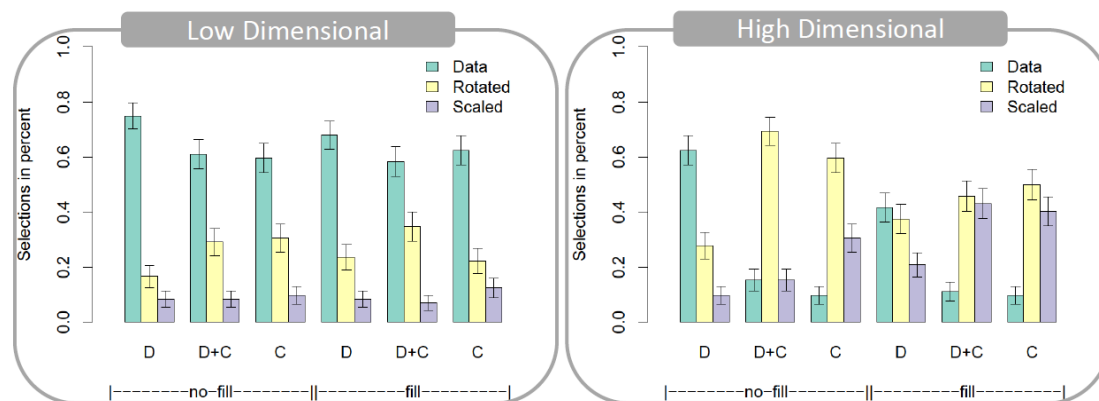 Low Dimensional
Selections in percent
1.0
0.8
0.6
0.4
0.2
0.0
Data
Rotated
Scaled
D D+C C D D+C C
|--------no-fill--------||--------fill--------|
High Dimensional
Selections in percent
1.0
0.8
0.6
0.4
0.2
0.0
Data
Rotated
Scaled
D D+C C D D+C C
|--------no-fill--------||--------fill--------|